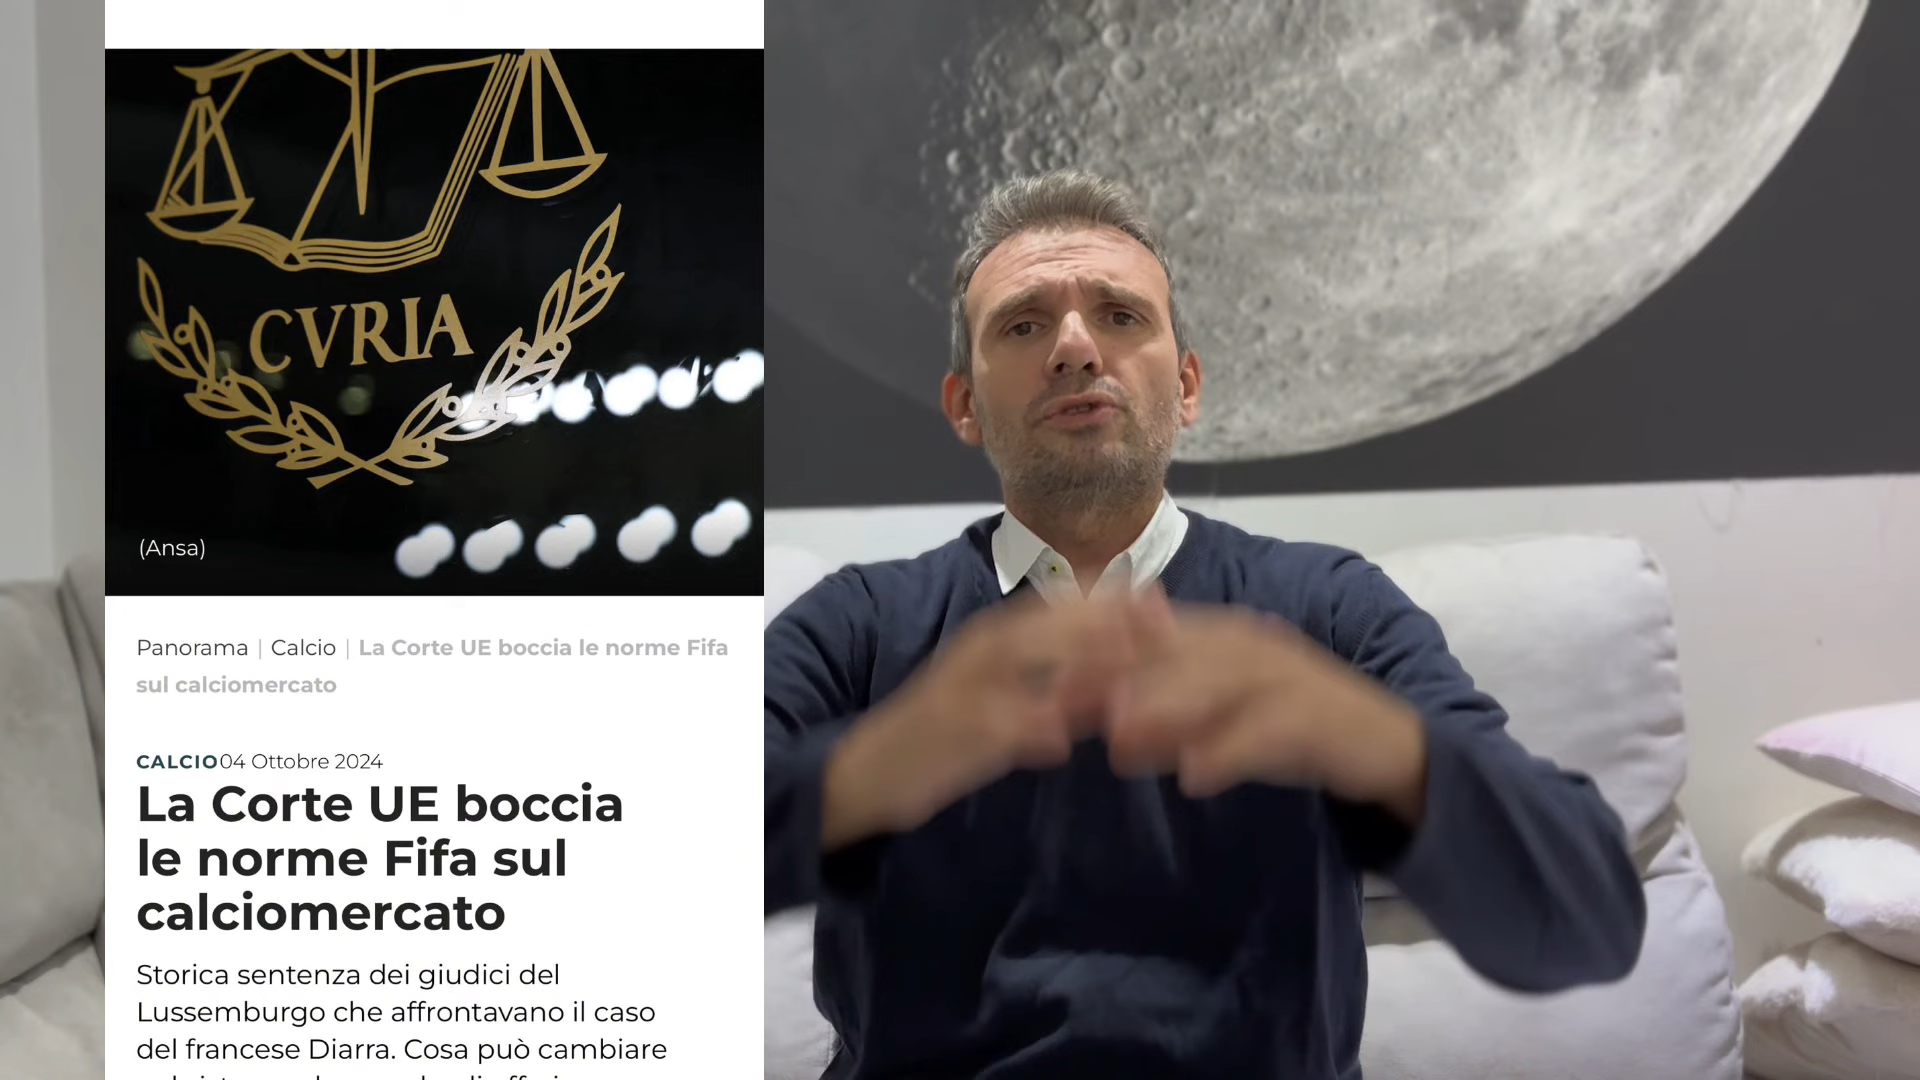 CVRIA
(Ansa)
Panorama | Calcio | La Corte UE boccia le norme Fifa
sul calciomercato
CALCIO04 Ottobre 2024
La Corte UE boccia
le norme Fifa sul
calciomercato
Storica sentenza dei giudici del
Lussemburgo che affrontavano il caso
del francese Diarra. Cosa può cambiare